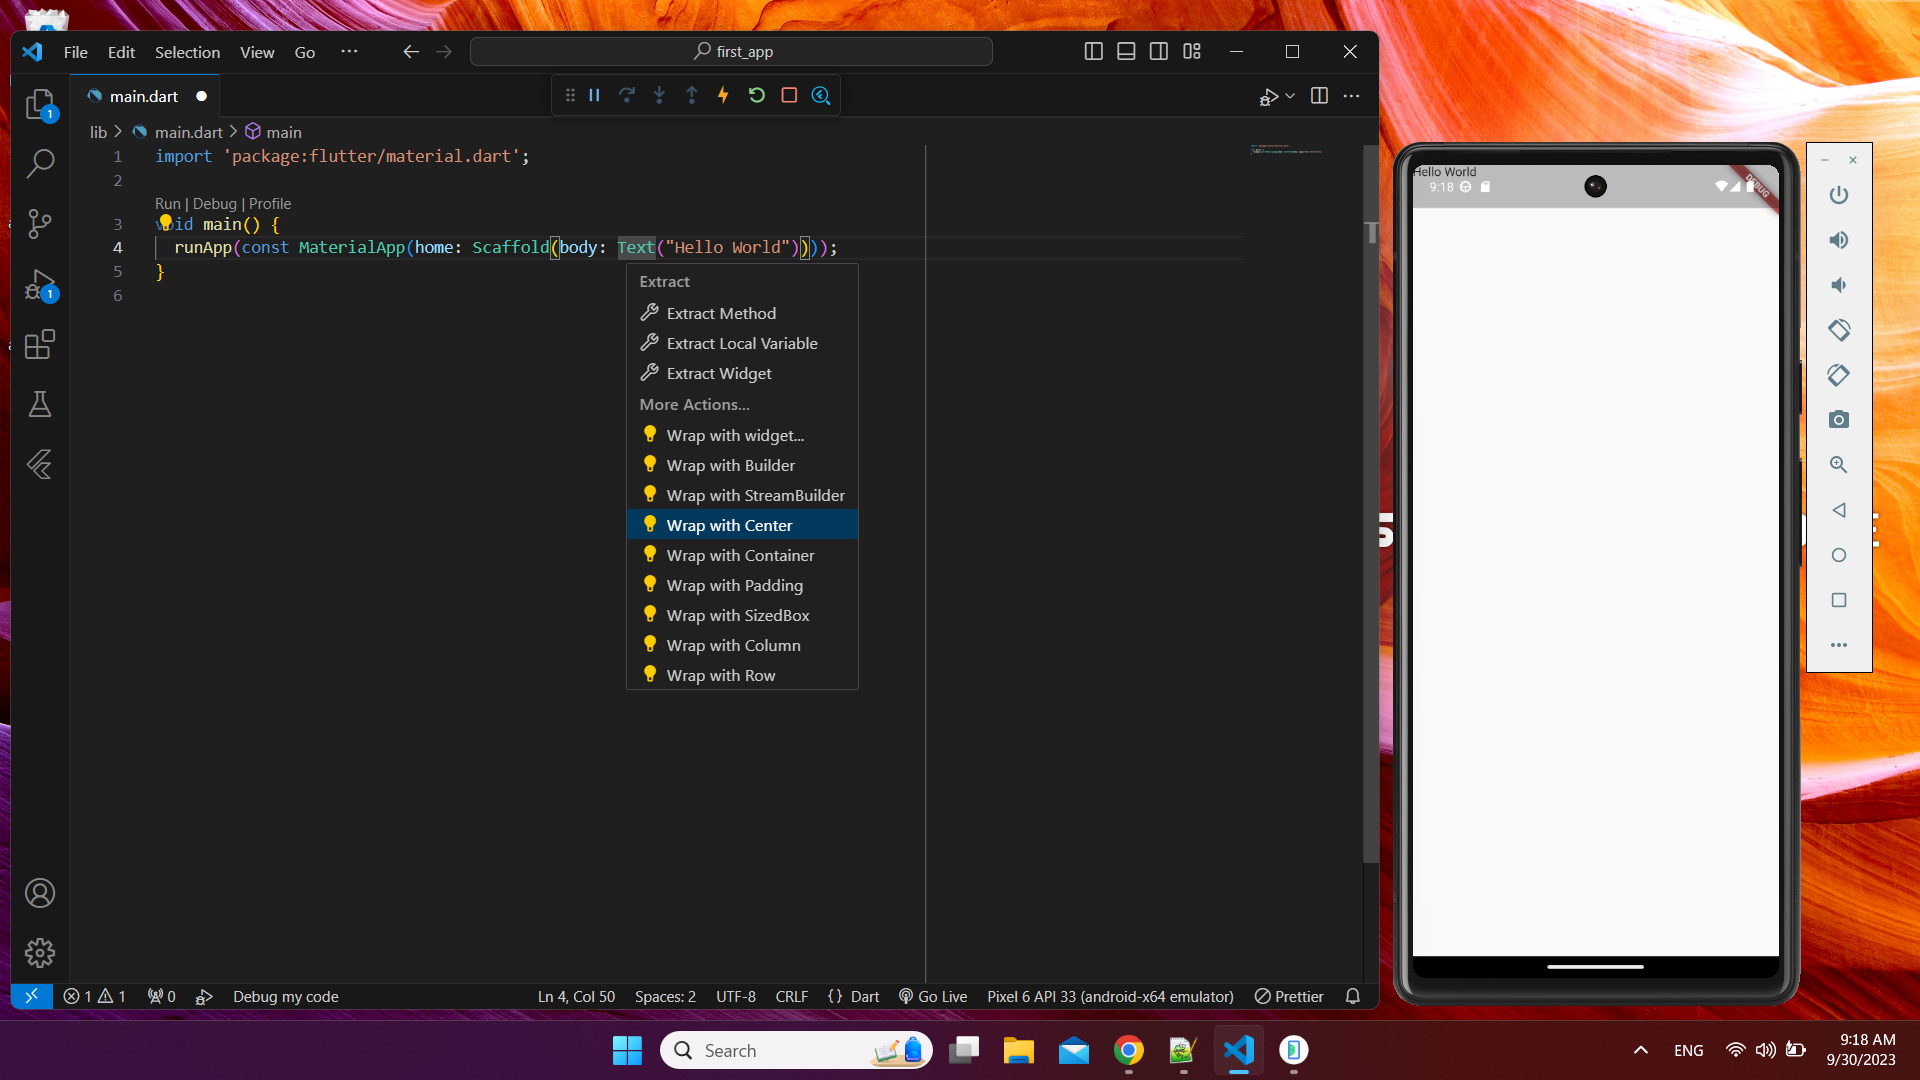 File Edit Selection View Go ···
first_app
main.dart
lib > main.dart > main
1 import 'package:flutter/material.dart';
2
Run | Debug | Profile
3 void main() {
4 runApp(const MaterialApp(home: Scaffold(body: Text("Hello World"))));
5 }
6
Extract
Extract Method
Extract Local Variable
Extract Widget
More Actions...
Wrap with widget...
Wrap with Builder
Wrap with StreamBuilder
Wrap with Center
Wrap with Container
Wrap with Padding
Wrap with SizedBox
Wrap with Column
Wrap with Row
1
1
1 1 0 Debug my code Ln 4, Col 50 Spaces: 2 UTF-8 CRLF {} Dart Go Live Pixel 6 API 33 (android-x64 emulator) Prettier
Hello World
9:18
DEBUG
Search
ENG
9:18 AM
9/30/2023